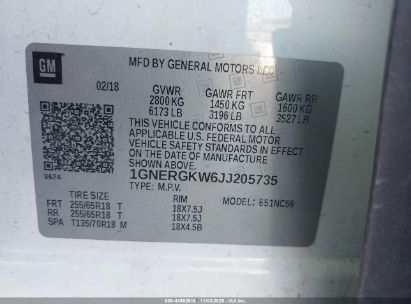 GM
MFD BY GENERAL MOTORS LLC
02/18 GVWR GAWR FRT GAWR RR
2800 KG 1450 KG 1600 KG
6173 LB 3196 LB 3527 LB
THIS VEHICLE CONFORMS TO ALL
APPLICABLE U.S. FEDERAL MOTOR
VEHICLE SAFETY STANDARDS IN EFFECT
ON THE DATE OF MANUFACTURE SHOWN ABOVE.
8624
1GNERGKW6JJ205735
TYPE: M.P.V. MODEL:
TIRE SIZE RIM
FRT 255/65R18 T 18X7.5J
RR 255/65R18 T 18X7.5J
SPA T135/70R18 M 18X4.5B